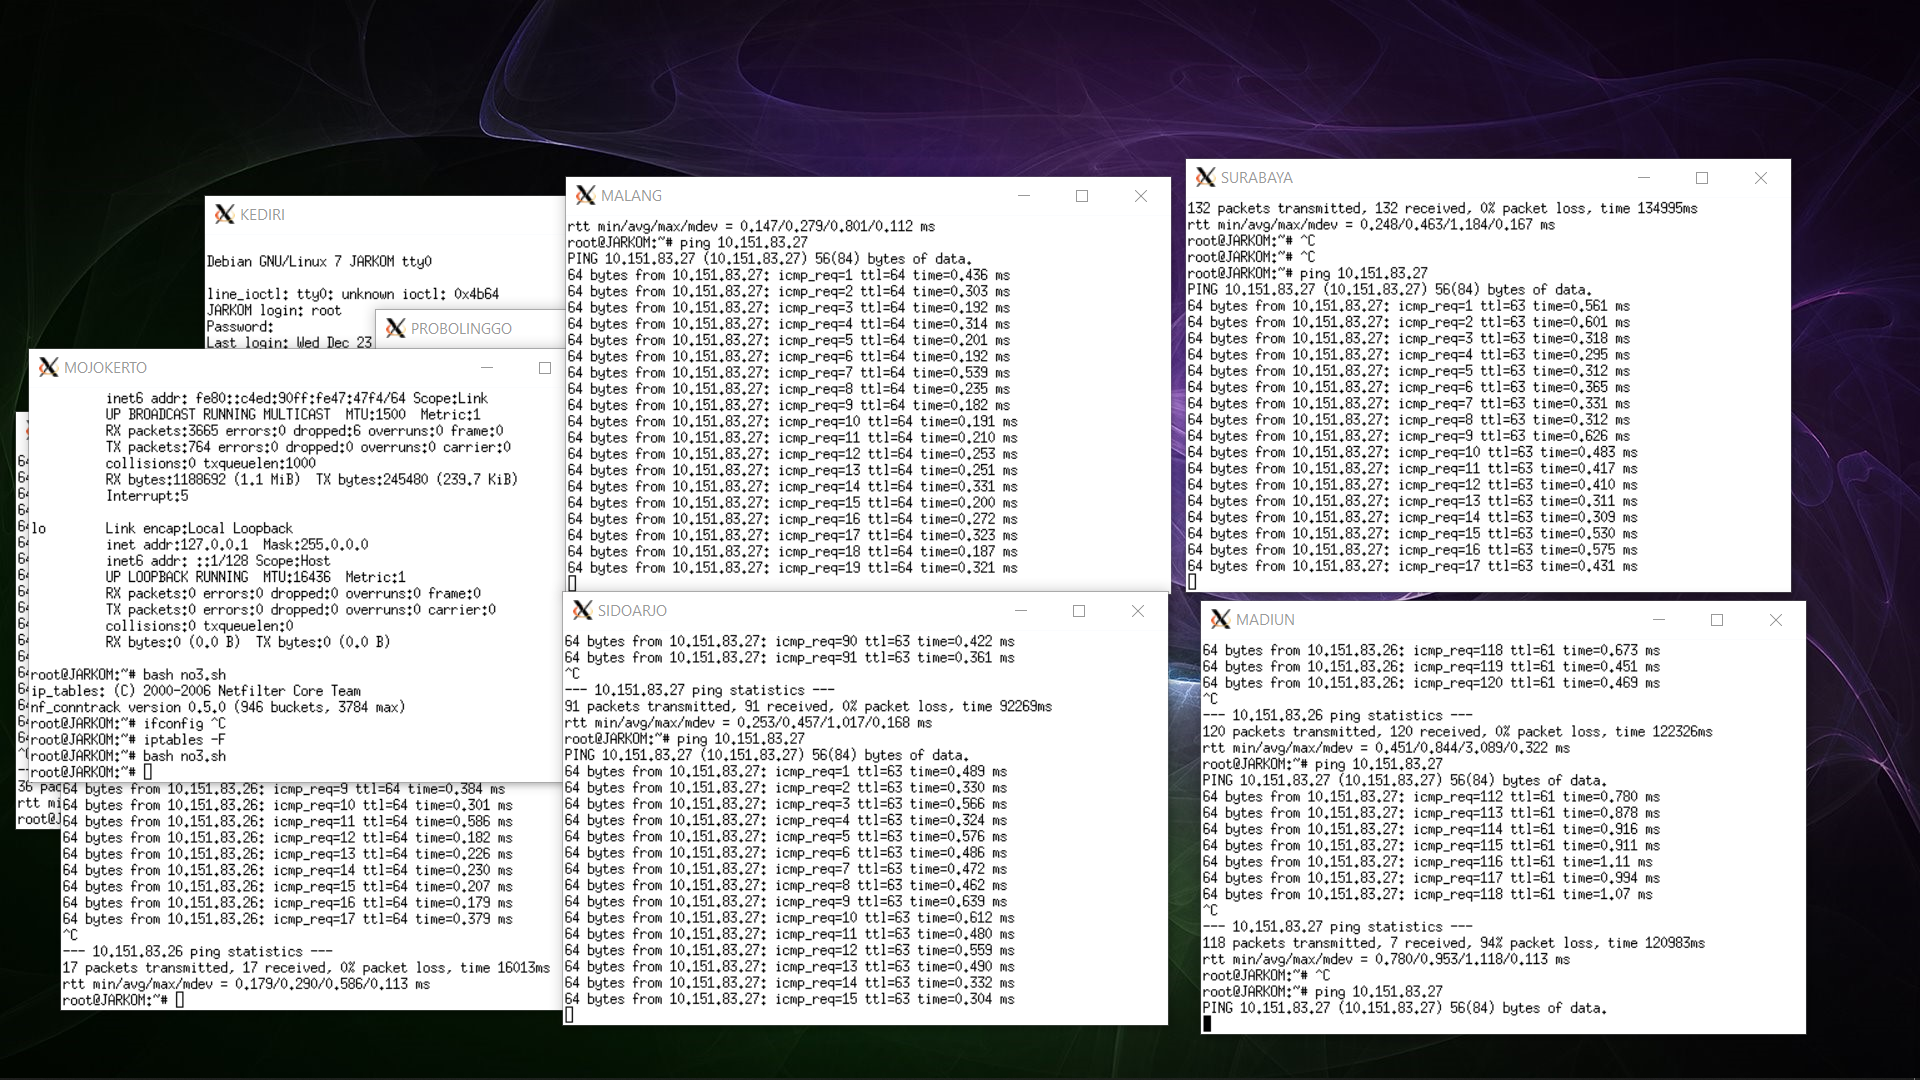 KEDIRI
Debian GNU/Linux 7 JARKOM tty0
line_ioctl: tty0: unknown ioctl: 0x4b64
JARKOM login: root
Password:
Last login: Wed Dec 23
PROBOLINGGO
MOJOKERTO
inet6 addr: fe80::c4ed:90ff:fe47:47f4/64 Scope:Link
UP BROADCAST RUNNING MULTICAST  MTU:1500  Metric:1
RX packets:3665 errors:0 dropped:6 overruns:0 frame:0
TX packets:764 errors:0 dropped:0 overruns:0 carrier:0
collisions:0 txqueuelen:1000
RX bytes:1188692 (1.1 MiB)  TX bytes:245480 (239.7 KiB)
Interrupt:5
lo        Link encap:Local Loopback
inet addr:127.0.0.1  Mask:255.0.0.0
inet6 addr: ::1/128 Scope:Host
UP LOOPBACK RUNNING  MTU:16436  Metric:1
RX packets:0 errors:0 dropped:0 overruns:0 frame:0
TX packets:0 errors:0 dropped:0 overruns:0 carrier:0
collisions:0 txqueuelen:0
RX bytes:0 (0.0 B)  TX bytes:0 (0.0 B)
root@JARKOM:~# bash no3.sh
ip_tables: (C) 2000-2006 Netfilter Core Team
nf_conntrack version 0.5.0 (946 buckets, 3784 max)
root@JARKOM:~# ifconfig ^C
root@JARKOM:~# iptables -F
root@JARKOM:~# bash no3.sh
root@JARKOM:~#
36 pac
rtt mi
root@J
64 bytes from 10.151.83.26: icmp_req=9 ttl=64 time=0.384 ms
64 bytes from 10.151.83.26: icmp_req=10 ttl=64 time=0.301 ms
64 bytes from 10.151.83.26: icmp_req=11 ttl=64 time=0.586 ms
64 bytes from 10.151.83.26: icmp_req=12 ttl=64 time=0.182 ms
64 bytes from 10.151.83.26: icmp_req=13 ttl=64 time=0.226 ms
64 bytes from 10.151.83.26: icmp_req=14 ttl=64 time=0.230 ms
64 bytes from 10.151.83.26: icmp_req=15 ttl=64 time=0.207 ms
64 bytes from 10.151.83.26: icmp_req=16 ttl=64 time=0.179 ms
64 bytes from 10.151.83.26: icmp_req=17 ttl=64 time=0.379 ms
^C
--- 10.151.83.26 ping statistics ---
17 packets transmitted, 17 received, 0% packet loss, time 16013ms
rtt min/avg/max/mdev = 0.179/0.290/0.586/0.113 ms
root@JARKOM:~#
MALANG
rtt min/avg/max/mdev = 0.147/0.279/0.801/0.112 ms
root@JARKOM:~# ping 10.151.83.27
PING 10.151.83.27 (10.151.83.27) 56(84) bytes of data.
64 bytes from 10.151.83.27: icmp_req=1 ttl=64 time=0.436 ms
64 bytes from 10.151.83.27: icmp_req=2 ttl=64 time=0.303 ms
64 bytes from 10.151.83.27: icmp_req=3 ttl=64 time=0.192 ms
64 bytes from 10.151.83.27: icmp_req=4 ttl=64 time=0.314 ms
64 bytes from 10.151.83.27: icmp_req=5 ttl=64 time=0.201 ms
64 bytes from 10.151.83.27: icmp_req=6 ttl=64 time=0.192 ms
64 bytes from 10.151.83.27: icmp_req=7 ttl=64 time=0.539 ms
64 bytes from 10.151.83.27: icmp_req=8 ttl=64 time=0.235 ms
64 bytes from 10.151.83.27: icmp_req=9 ttl=64 time=0.182 ms
64 bytes from 10.151.83.27: icmp_req=10 ttl=64 time=0.191 ms
64 bytes from 10.151.83.27: icmp_req=11 ttl=64 time=0.210 ms
64 bytes from 10.151.83.27: icmp_req=12 ttl=64 time=0.253 ms
64 bytes from 10.151.83.27: icmp_req=13 ttl=64 time=0.251 ms
64 bytes from 10.151.83.27: icmp_req=14 ttl=64 time=0.331 ms
64 bytes from 10.151.83.27: icmp_req=15 ttl=64 time=0.200 ms
64 bytes from 10.151.83.27: icmp_req=16 ttl=64 time=0.272 ms
64 bytes from 10.151.83.27: icmp_req=17 ttl=64 time=0.323 ms
64 bytes from 10.151.83.27: icmp_req=18 ttl=64 time=0.187 ms
64 bytes from 10.151.83.27: icmp_req=19 ttl=64 time=0.321 ms
SIDOARJO
64 bytes from 10.151.83.27: icmp_req=90 ttl=63 time=0.422 ms
64 bytes from 10.151.83.27: icmp_req=91 ttl=63 time=0.361 ms
^C
--- 10.151.83.27 ping statistics ---
91 packets transmitted, 91 received, 0% packet loss, time 92269ms
rtt min/avg/max/mdev = 0.253/0.457/1.017/0.168 ms
root@JARKOM:~# ping 10.151.83.27
PING 10.151.83.27 (10.151.83.27) 56(84) bytes of data.
64 bytes from 10.151.83.27: icmp_req=1 ttl=63 time=0.489 ms
64 bytes from 10.151.83.27: icmp_req=2 ttl=63 time=0.330 ms
64 bytes from 10.151.83.27: icmp_req=3 ttl=63 time=0.566 ms
64 bytes from 10.151.83.27: icmp_req=4 ttl=63 time=0.324 ms
64 bytes from 10.151.83.27: icmp_req=5 ttl=63 time=0.576 ms
64 bytes from 10.151.83.27: icmp_req=6 ttl=63 time=0.486 ms
64 bytes from 10.151.83.27: icmp_req=7 ttl=63 time=0.472 ms
64 bytes from 10.151.83.27: icmp_req=8 ttl=63 time=0.462 ms
64 bytes from 10.151.83.27: icmp_req=9 ttl=63 time=0.639 ms
64 bytes from 10.151.83.27: icmp_req=10 ttl=63 time=0.612 ms
64 bytes from 10.151.83.27: icmp_req=11 ttl=63 time=0.480 ms
64 bytes from 10.151.83.27: icmp_req=12 ttl=63 time=0.559 ms
64 bytes from 10.151.83.27: icmp_req=13 ttl=63 time=0.490 ms
64 bytes from 10.151.83.27: icmp_req=14 ttl=63 time=0.332 ms
64 bytes from 10.151.83.27: icmp_req=15 ttl=63 time=0.304 ms
SURABAYA
132 packets transmitted, 132 received, 0% packet loss, time 134995ms
rtt min/avg/max/mdev = 0.248/0.463/1.184/0.167 ms
root@JARKOM:~# ^C
root@JARKOM:~# ^C
root@JARKOM:~# ping 10.151.83.27
PING 10.151.83.27 (10.151.83.27) 56(84) bytes of data.
64 bytes from 10.151.83.27: icmp_req=1 ttl=63 time=0.561 ms
64 bytes from 10.151.83.27: icmp_req=2 ttl=63 time=0.601 ms
64 bytes from 10.151.83.27: icmp_req=3 ttl=63 time=0.318 ms
64 bytes from 10.151.83.27: icmp_req=4 ttl=63 time=0.295 ms
64 bytes from 10.151.83.27: icmp_req=5 ttl=63 time=0.312 ms
64 bytes from 10.151.83.27: icmp_req=6 ttl=63 time=0.365 ms
64 bytes from 10.151.83.27: icmp_req=7 ttl=63 time=0.331 ms
64 bytes from 10.151.83.27: icmp_req=8 ttl=63 time=0.312 ms
64 bytes from 10.151.83.27: icmp_req=9 ttl=63 time=0.626 ms
64 bytes from 10.151.83.27: icmp_req=10 ttl=63 time=0.483 ms
64 bytes from 10.151.83.27: icmp_req=11 ttl=63 time=0.417 ms
64 bytes from 10.151.83.27: icmp_req=12 ttl=63 time=0.410 ms
64 bytes from 10.151.83.27: icmp_req=13 ttl=63 time=0.311 ms
64 bytes from 10.151.83.27: icmp_req=14 ttl=63 time=0.309 ms
64 bytes from 10.151.83.27: icmp_req=15 ttl=63 time=0.530 ms
64 bytes from 10.151.83.27: icmp_req=16 ttl=63 time=0.575 ms
64 bytes from 10.151.83.27: icmp_req=17 ttl=63 time=0.431 ms
MADIUN
64 bytes from 10.151.83.26: icmp_req=118 ttl=61 time=0.673 ms
64 bytes from 10.151.83.26: icmp_req=119 ttl=61 time=0.451 ms
64 bytes from 10.151.83.26: icmp_req=120 ttl=61 time=0.469 ms
^C
--- 10.151.83.26 ping statistics ---
120 packets transmitted, 120 received, 0% packet loss, time 122326ms
rtt min/avg/max/mdev = 0.451/0.844/3.089/0.322 ms
root@JARKOM:~# ping 10.151.83.27
PING 10.151.83.27 (10.151.83.27) 56(84) bytes of data.
64 bytes from 10.151.83.27: icmp_req=112 ttl=61 time=0.780 ms
64 bytes from 10.151.83.27: icmp_req=113 ttl=61 time=0.878 ms
64 bytes from 10.151.83.27: icmp_req=114 ttl=61 time=0.916 ms
64 bytes from 10.151.83.27: icmp_req=115 ttl=61 time=0.911 ms
64 bytes from 10.151.83.27: icmp_req=116 ttl=61 time=1.11 ms
64 bytes from 10.151.83.27: icmp_req=117 ttl=61 time=0.994 ms
64 bytes from 10.151.83.27: icmp_req=118 ttl=61 time=1.07 ms
^C
--- 10.151.83.27 ping statistics ---
118 packets transmitted, 7 received, 94% packet loss, time 120983ms
rtt min/avg/max/mdev = 0.780/0.953/1.118/0.113 ms
root@JARKOM:~# ^C
root@JARKOM:~# ping 10.151.83.27
PING 10.151.83.27 (10.151.83.27) 56(84) bytes of data.